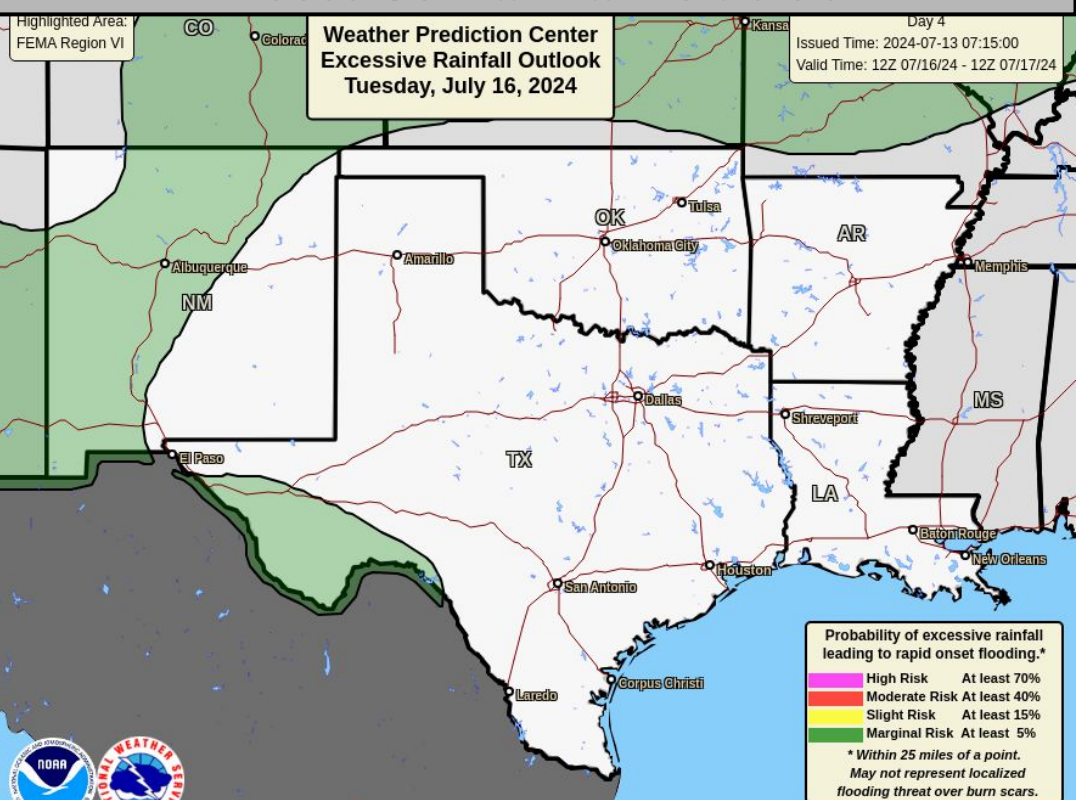 Highlighted Area:
FEMA Region VI
Weather Prediction Center
Excessive Rainfall Outlook
Tuesday, July 16, 2024
Day 4
Issued Time: 2024-07-13 07:15:00
Valid Time: 12Z 07/16/24 - 12Z 07/17/24
CO
Colorad
Kansa
OK
Tulsa
AR
Oklahoma City
Amarillo
Albuquerque
Memphis
NM
Dallas
MS
Shreveport
TX
El Paso
LA
Baton Rouge
New Orleans
Houston
San Antonio
Laredo
Corpus Christi
Probability of excessive rainfall
leading to rapid onset flooding.*
High Risk At least 70%
Moderate Risk At least 40%
Slight Risk At least 15%
Marginal Risk At least 5%
* Within 25 miles of a point.
May not represent localized
flooding threat over burn scars.
NOAA
WEATHER